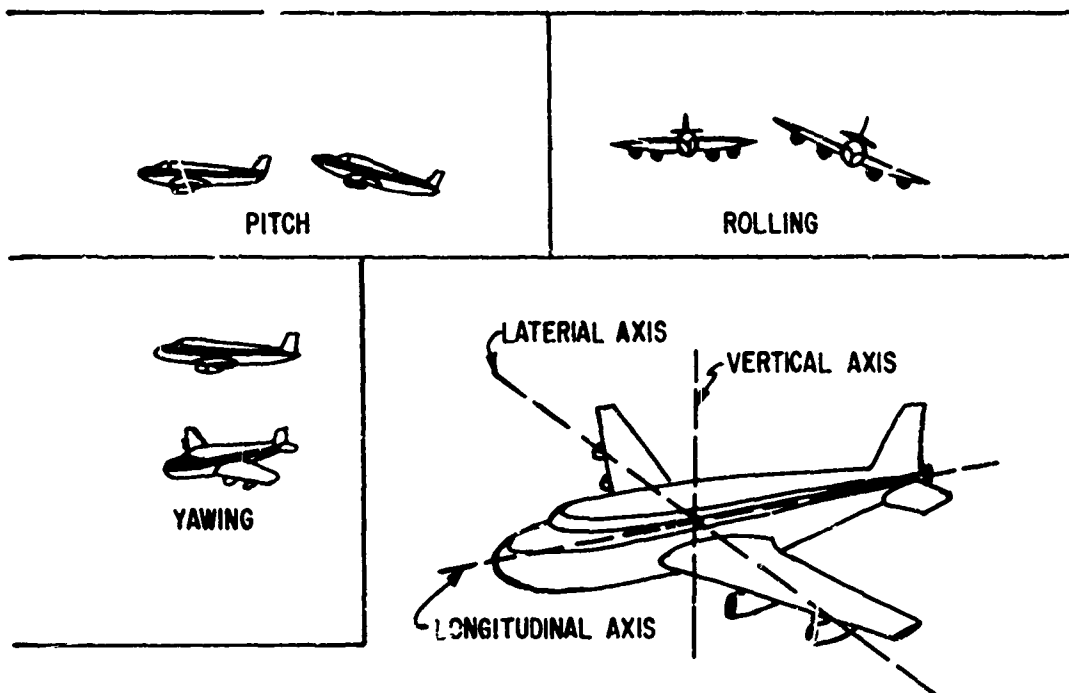 PITCH
ROLLING
LATERIAL AXIS
VERTICAL AXIS
YAWING
LONGITUDINAL AXIS